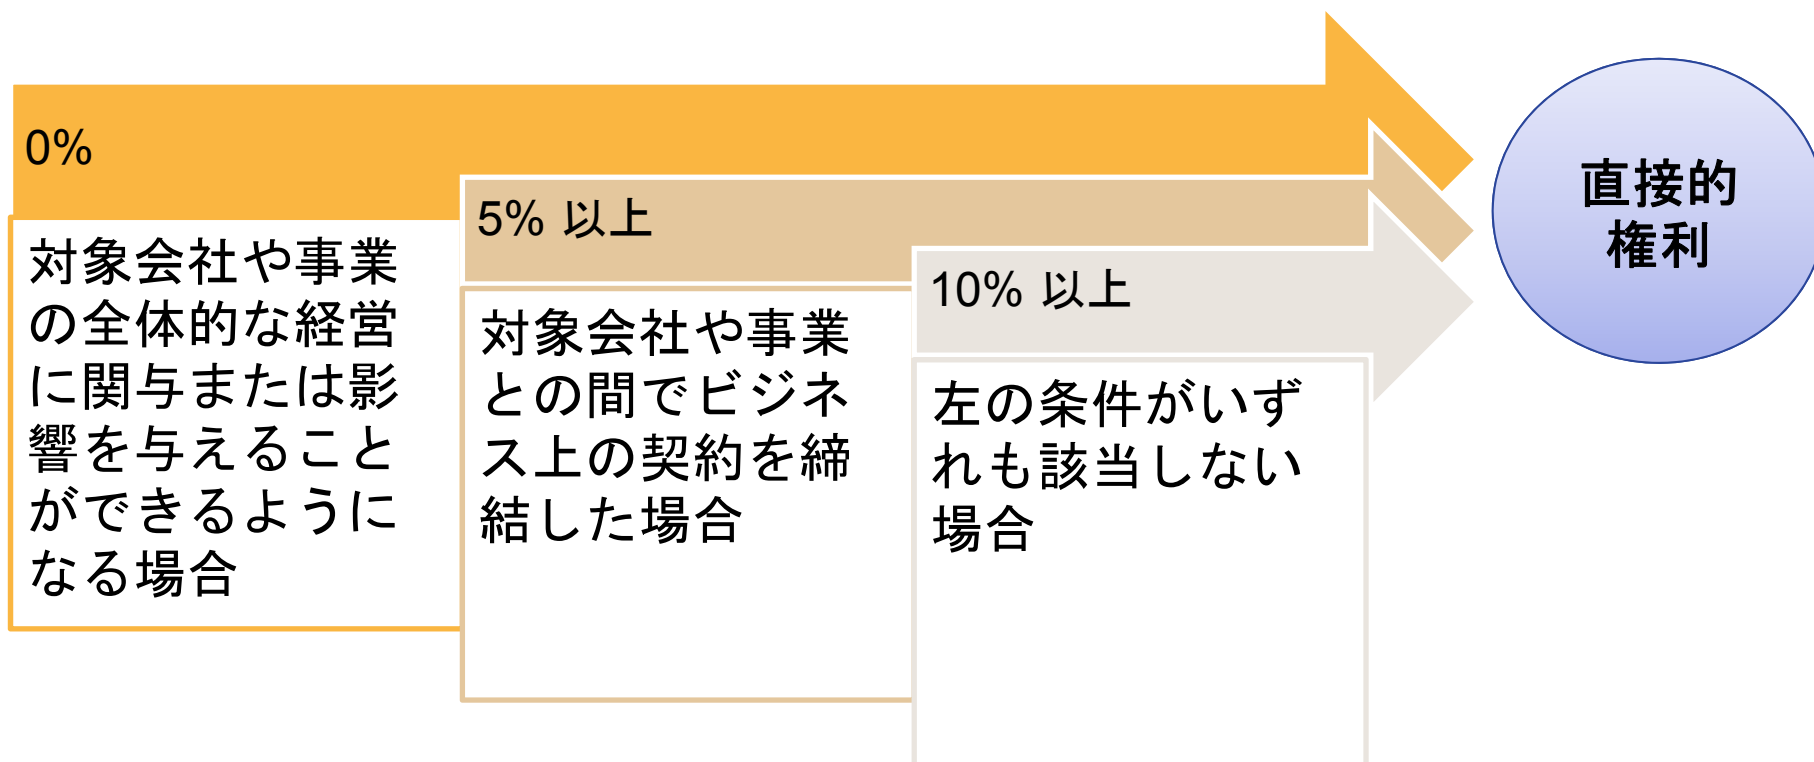 0%
対象会社や事業
の全体的な経営
に関与または影
響を与えること
ができるように
なる場合
5% 以上
対象会社や事業
との間でビジネ
ス上の契約を締
結した場合
10% 以上
左の条件がいず
れも該当しない
場合
直接的
権利